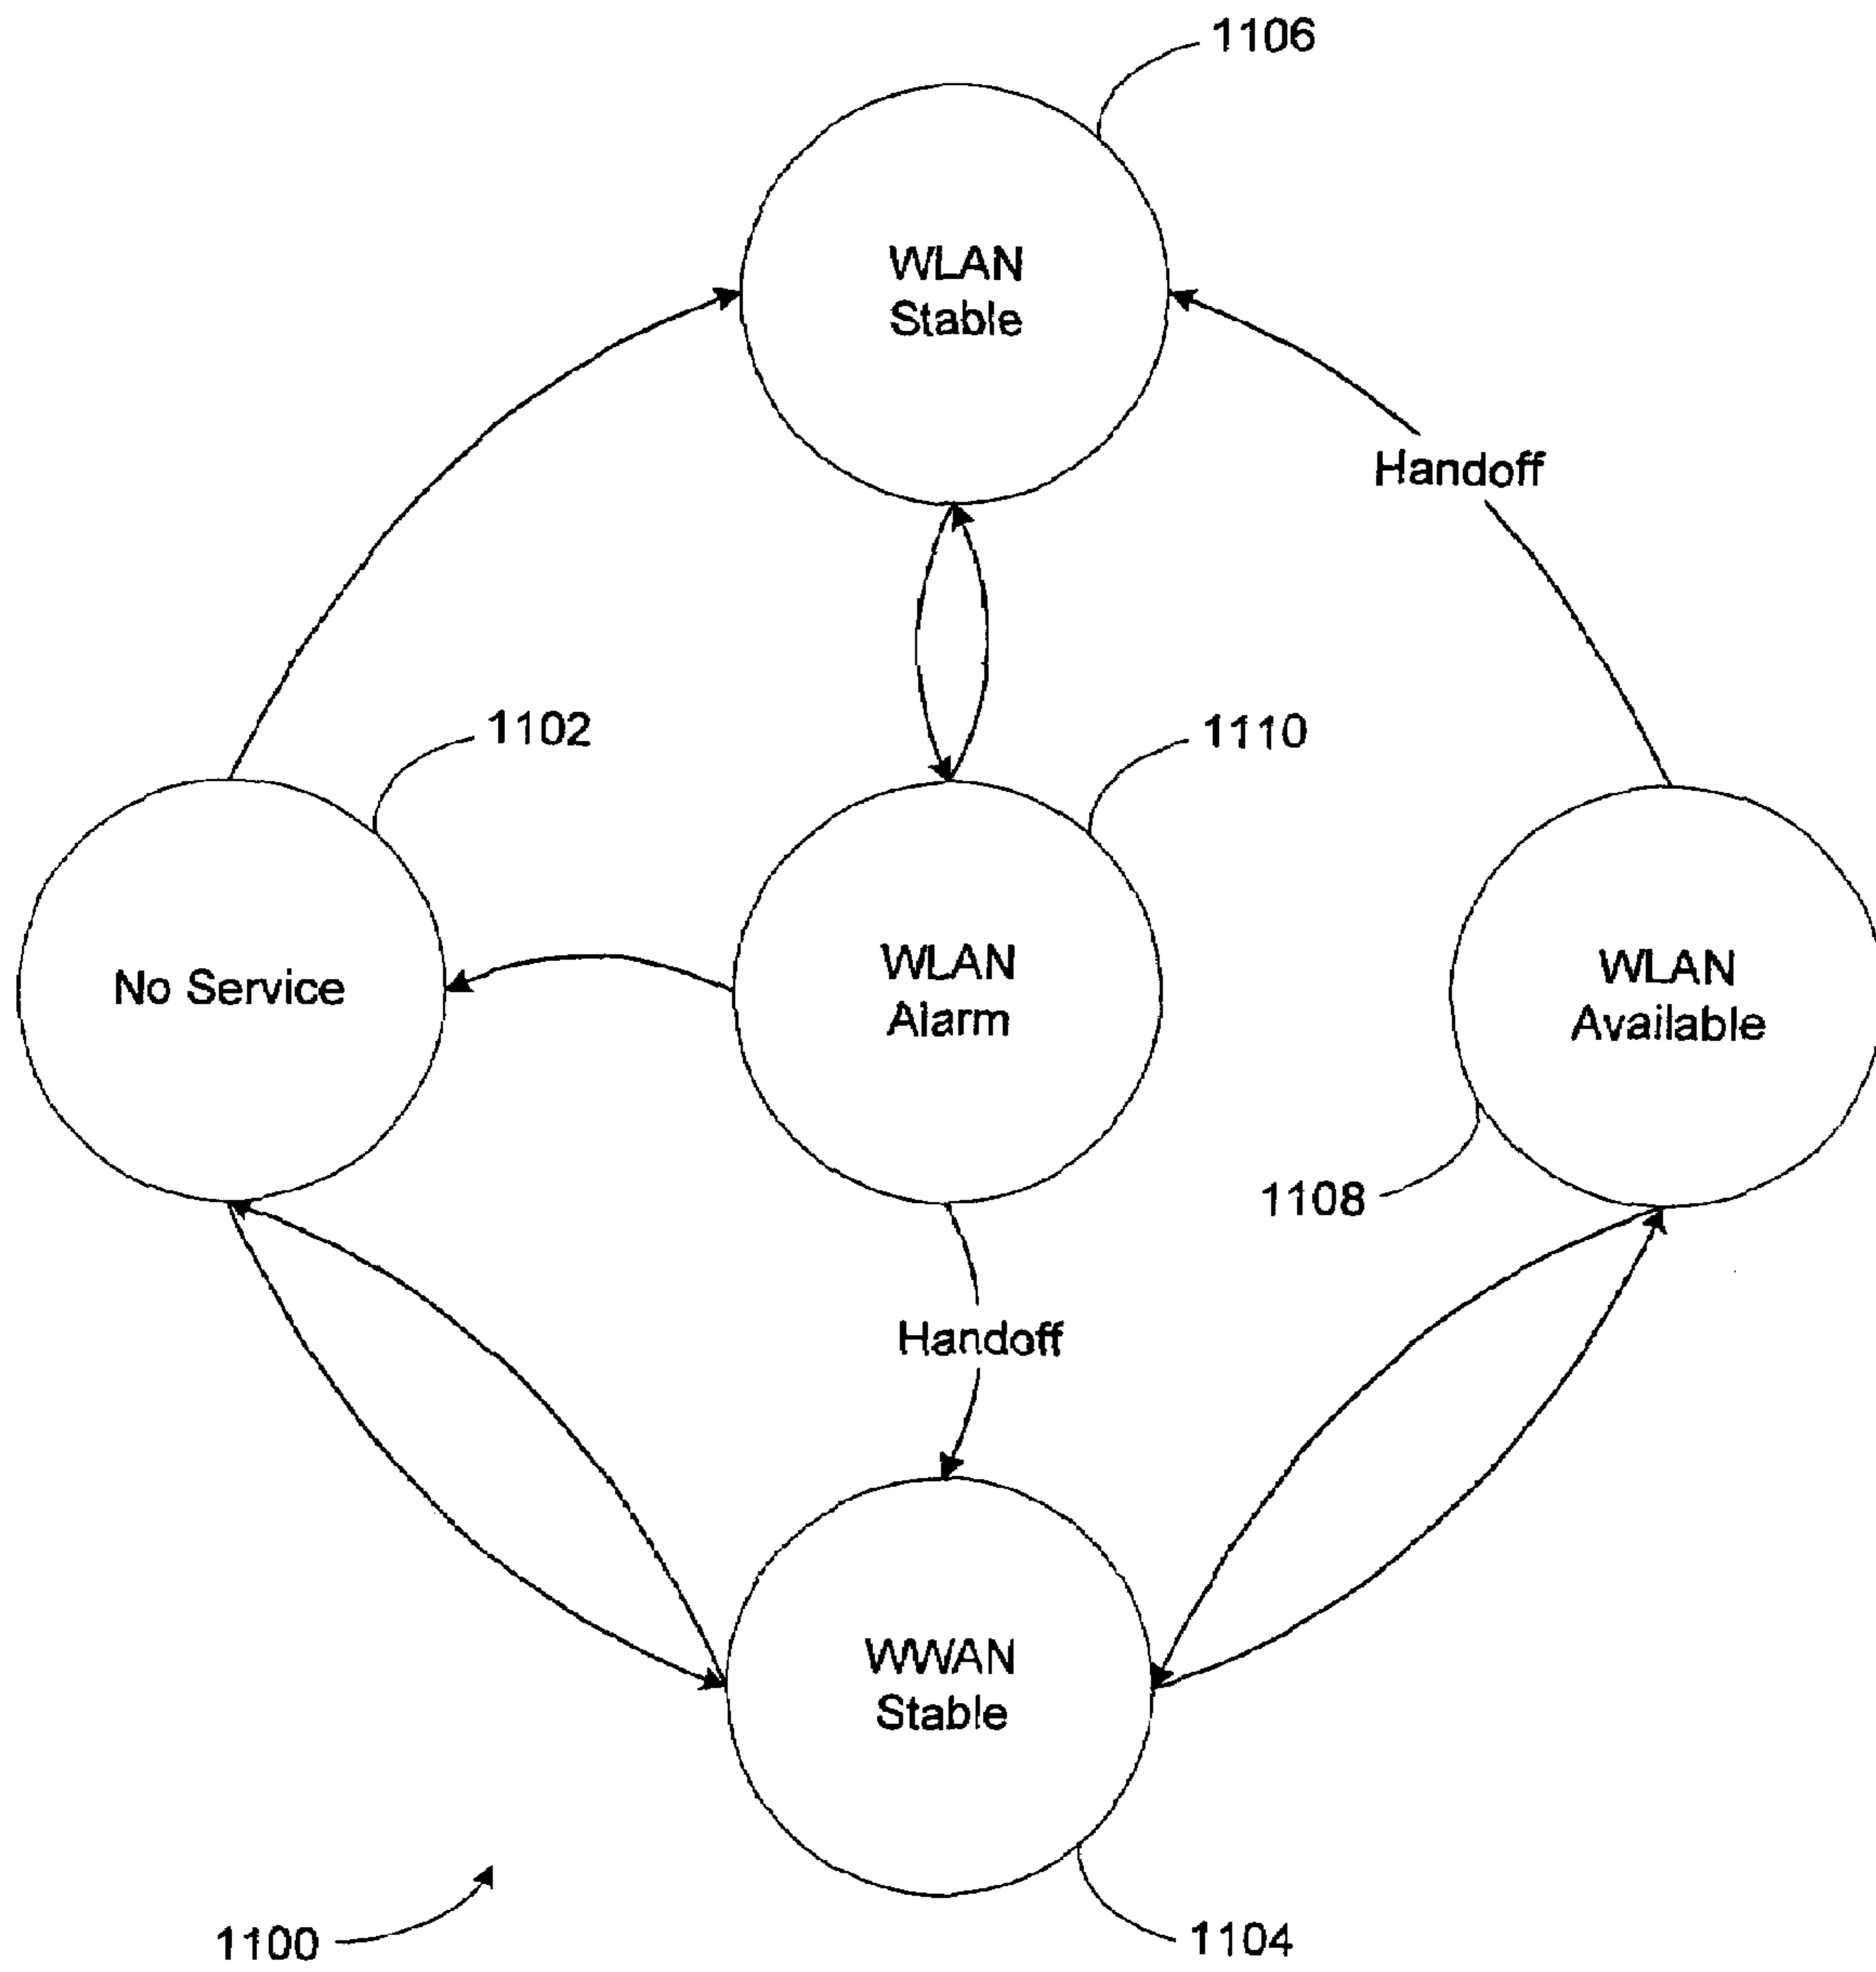 1106
WLAN
Stable
Handoff
1102
1110
No Service
WLAN
Alarm
WLAN
Available
1108
Handoff
WWAN
Stable
1100
1104